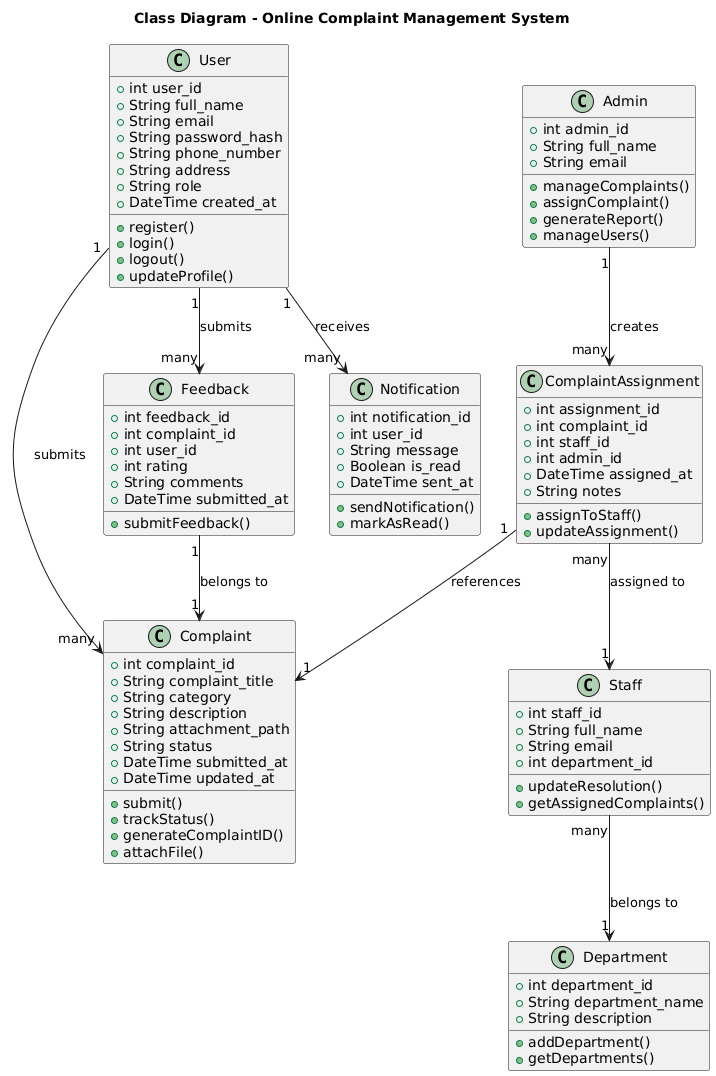 Class Diagram - Online Complaint Management System
C User
int user_id
String full_name
String email
String password_hash
String phone_number
String address
String role
DateTime created_at
register()
login()
logout()
updateProfile()
C Admin
int admin_id
String full_name
String email
manageComplaints()
assignComplaint()
generateReport()
manageUsers()
1
1
1
1
submits
receives
creates
many
many
many
C Feedback
int feedback_id
int complaint_id
int user_id
int rating
String comments
DateTime submitted_at
submitFeedback()
C Notification
int notification_id
int user_id
String message
Boolean is_read
DateTime sent_at
sendNotification()
markAsRead()
C ComplaintAssignment
int assignment_id
int complaint_id
int staff_id
int admin_id
DateTime assigned_at
String notes
assignToStaff()
updateAssignment()
submits
1
1
many
belongs to
references
assigned to
1
many
1
1
C Complaint
int complaint_id
String complaint_title
String category
String description
String attachment_path
String status
DateTime submitted_at
DateTime updated_at
submit()
trackStatus()
generateComplaintID()
attachFile()
C Staff
int staff_id
String full_name
String email
int department_id
updateResolution()
getAssignedComplaints()
many
belongs to
1
C Department
int department_id
String department_name
String description
addDepartment()
getDepartments()